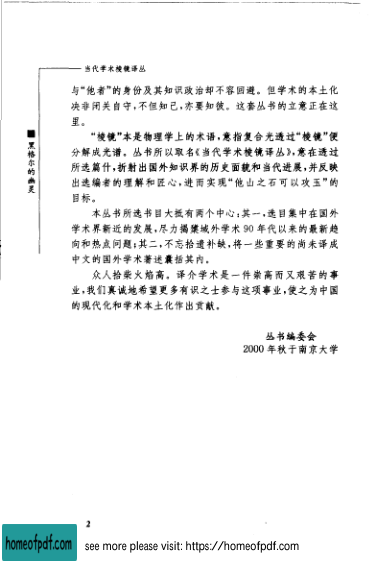 当代学术棱镜译丛
与“他者”的身份及其知识政治却不容回避。但学术的本土化
决非闭关自守,不但知己,亦要知彼。这套丛书的立意正在这
里。
“棱镜”本是物理学上的术语,意指复合光透过“棱镜”便
分解成光谱。丛书所以取名《当代学术棱镜译丛》,意在透过
所选篇什,折射出国外知识界的历史面貌和当代进展,并反映
出选编者的理解和匠心,进而实现“他山之石可以攻玉”的
目标。
本丛书所选书目大抵有两个中心:其一,选目集中在国外
学术界新近的发展,尽力揭橥域外学术 90 年代以来的最新趋
向和热点问题;其二,不忘拾遗补缺,将一些重要的尚未译成
中文的国外学术著述囊括其内。
众人拾柴火焰高。译介学术是一件崇高而又艰苦的事
业,我们真诚地希望更多有识之士参与这项事业,使之为中国
的现代化和学术本土化作出贡献。
丛书编委会
2000 年秋于南京大学
黑格尔的幽灵
2
homeofpdf.com
see more please visit: https://homeofpdf.com